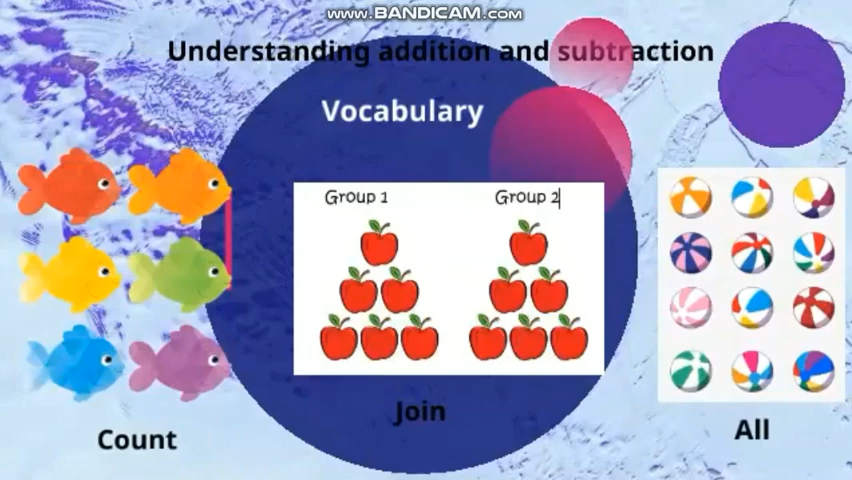 www.BANDICAM.com
Understanding addition and subtraction
Vocabulary
Group 1
Group 2
Join
Count
All